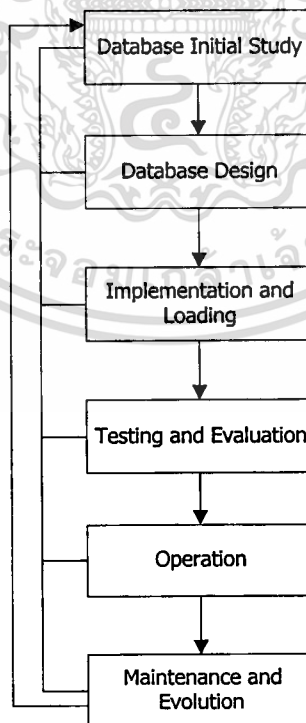 Database Initial Study
Database Design
Implementation and
Loading
Testing and Evaluation
Operation
Maintenance and
Evolution